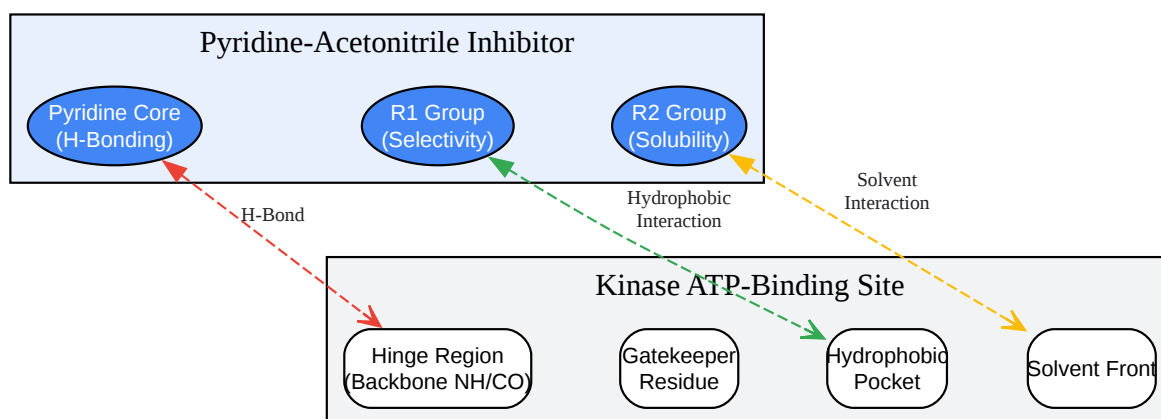 Pyridine-Acetonitrile Inhibitor
Pyridine Core
(H-Bonding)
R1 Group
(Selectivity)
R2 Group
(Solubility)
H-Bond
Hydrophobic
Interaction
Solvent
Interaction
Kinase ATP-Binding Site
Hinge Region
(Backbone NH/CO)
Gatekeeper
Residue
Hydrophobic
Pocket
Solvent Front